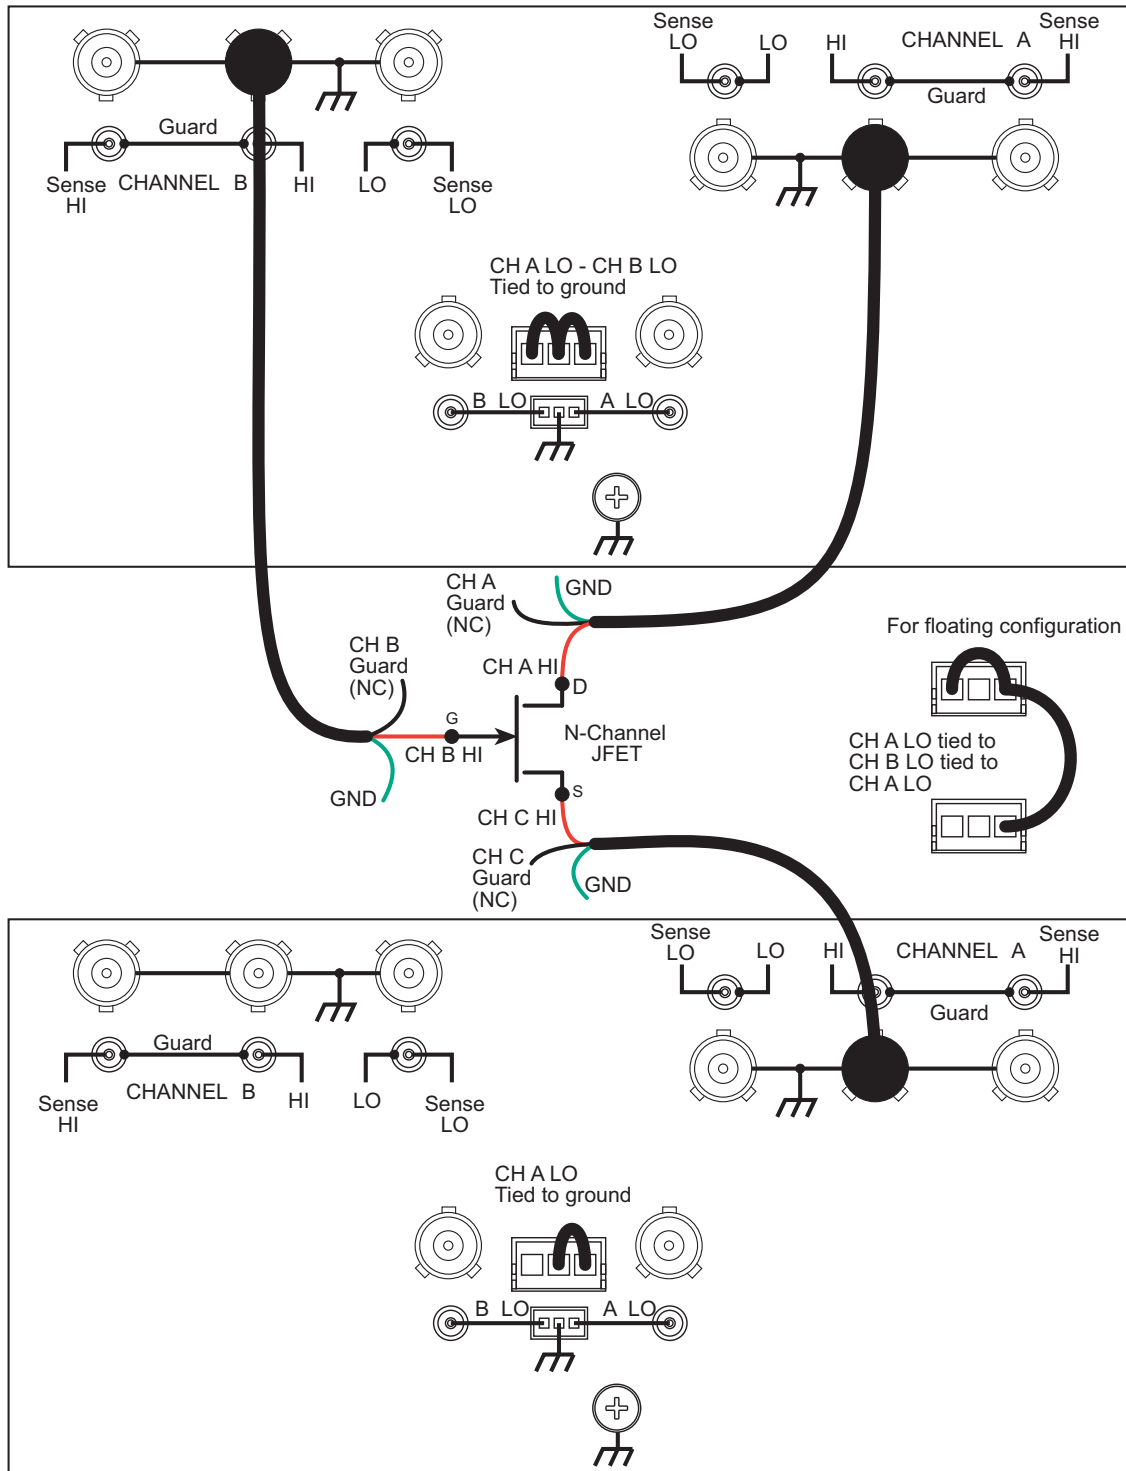 Sense
LO
LO
HI
CHANNEL A
Sense
HI
Guard
Guard
Sense
HI
CHANNEL B
HI
LO
Sense
LO
CH A LO - CH B LO
Tied to ground
B LO
A LO
CH A
Guard
(NC)
GND
For floating configuration
CH B
Guard
(NC)
CH A HI
D
G
N-Channel
JFET
CH B HI
CH A LO tied to
CH B LO tied to
CH A LO
GND
S
CH C HI
CH C
Guard
(NC)
GND
Sense
LO
LO
HI
CHANNEL A
Sense
HI
Guard
Guard
Sense
HI
CHANNEL B
HI
LO
Sense
LO
CH A LO
Tied to ground
B LO
A LO